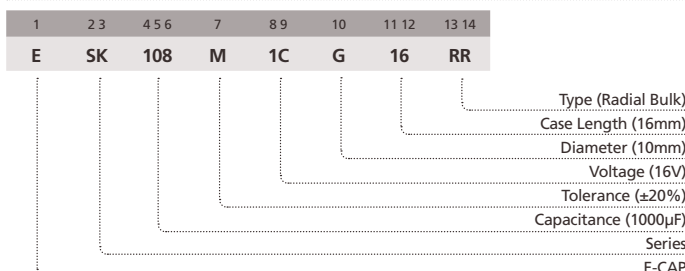 1 2 3 4 5 6 7 8 9 10 11 12 13 14
E SK 108 M 1C G 16 RR
Type (Radial Bulk)
Case Length (16mm)
Diameter (10mm)
Voltage (16V)
Tolerance (±20%)
Capacitance (1000µF)
Series
E-CAP